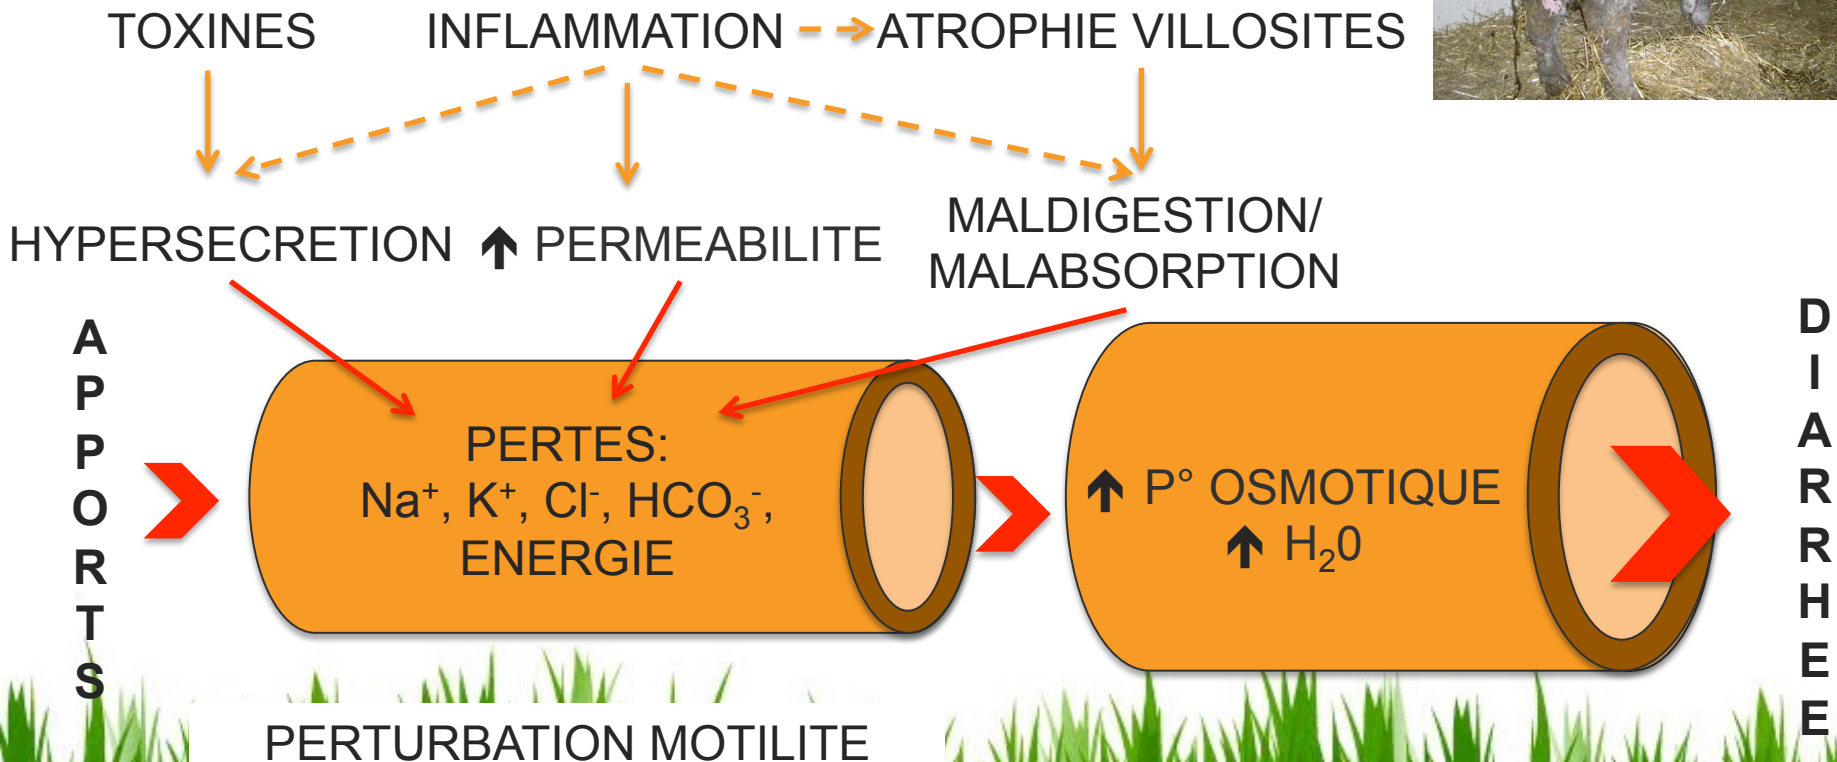 TOXINES
INFLAMMATION
ATROPHIE VILLOSITES
HYPERSECRETION
PERMEABILITE
MALDIGESTION/
MALABSORPTION
APPORTS
PERTES:
Na⁺, K⁺, Cl⁻, HCO₃⁻,
ENERGIE
P° OSMOTIQUE
H₂0
DIARRHEE
PERTURBATION MOTILITE